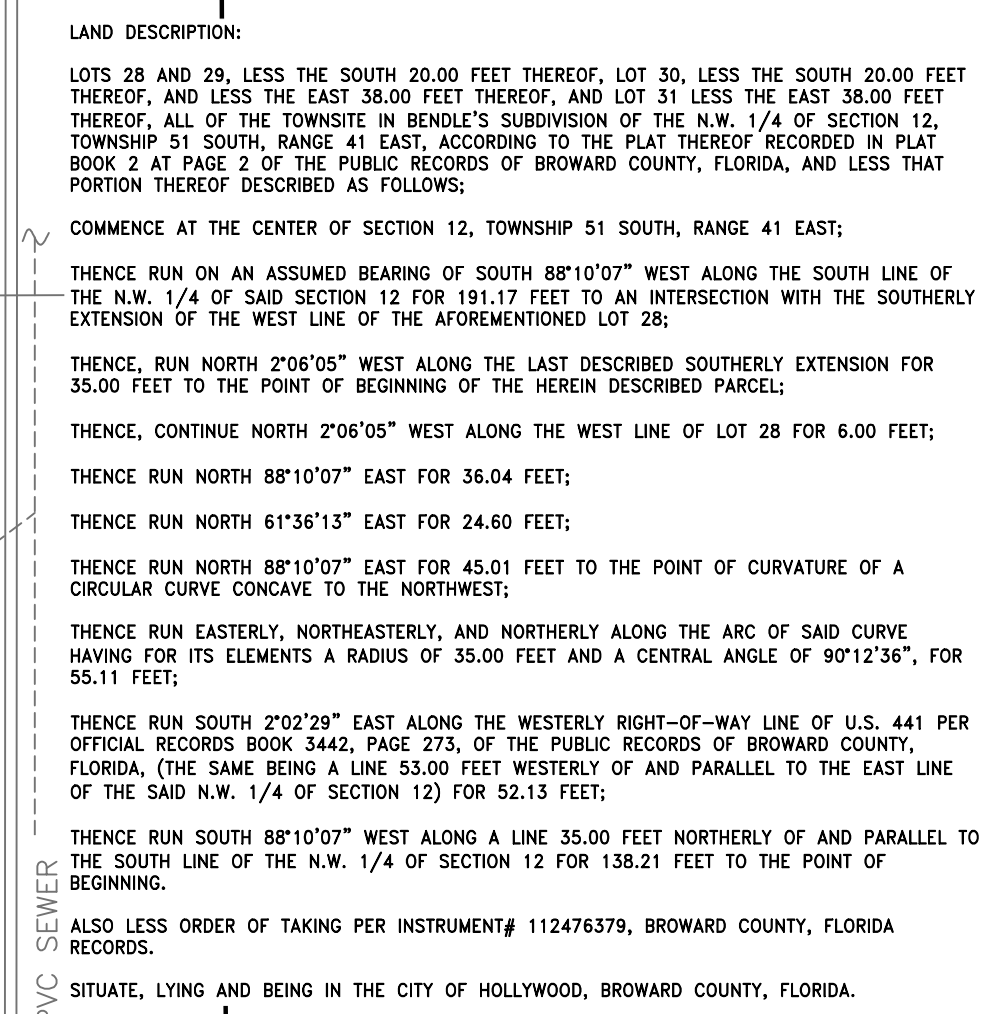 LAND DESCRIPTION:
LOTS 28 AND 29, LESS THE SOUTH 20.00 FEET THEREOF, LOT 30, LESS THE SOUTH 20.00 FEET
THEREOF, AND LESS THE EAST 38.00 FEET THEREOF, AND LOT 31 LESS THE EAST 38.00 FEET
THEREOF, ALL OF THE TOWNSITE IN BENDLE'S SUBDIVISION OF THE N.W. 1/4 OF SECTION 12,
TOWNSHIP 51 SOUTH, RANGE 41 EAST, ACCORDING TO THE PLAT THEREOF RECORDED IN PLAT
BOOK 2 AT PAGE 2 OF THE PUBLIC RECORDS OF BROWARD COUNTY, FLORIDA, AND LESS THAT
PORTION THEREOF DESCRIBED AS FOLLOWS;
COMMENCE AT THE CENTER OF SECTION 12, TOWNSHIP 51 SOUTH, RANGE 41 EAST;
THENCE RUN ON AN ASSUMED BEARING OF SOUTH 88°10'07" WEST ALONG THE SOUTH LINE OF
THE N.W. 1/4 OF SAID SECTION 12 FOR 191.17 FEET TO AN INTERSECTION WITH THE SOUTHERLY
EXTENSION OF THE WEST LINE OF THE AFOREMENTIONED LOT 28;
THENCE, RUN NORTH 2°06'05" WEST ALONG THE LAST DESCRIBED SOUTHERLY EXTENSION FOR
35.00 FEET TO THE POINT OF BEGINNING OF THE HEREIN DESCRIBED PARCEL;
THENCE, CONTINUE NORTH 2°06'05" WEST ALONG THE WEST LINE OF LOT 28 FOR 6.00 FEET;
THENCE RUN NORTH 88°10'07" EAST FOR 36.04 FEET;
THENCE RUN NORTH 61°36'13" EAST FOR 24.60 FEET;
THENCE RUN NORTH 88°10'07" EAST FOR 45.01 FEET TO THE POINT OF CURVATURE OF A
CIRCULAR CURVE CONCAVE TO THE NORTHWEST;
THENCE RUN EASTERLY, NORTHEASTERLY, AND NORTHERLY ALONG THE ARC OF SAID CURVE
HAVING FOR ITS ELEMENTS A RADIUS OF 35.00 FEET AND A CENTRAL ANGLE OF 90°12'36", FOR
55.11 FEET;
THENCE RUN SOUTH 2°02'29" EAST ALONG THE WESTERLY RIGHT-OF-WAY LINE OF U.S. 441 PER
OFFICIAL RECORDS BOOK 3442, PAGE 273, OF THE PUBLIC RECORDS OF BROWARD COUNTY,
FLORIDA, (THE SAME BEING A LINE 53.00 FEET WESTERLY OF AND PARALLEL TO THE EAST LINE
OF THE SAID N.W. 1/4 OF SECTION 12) FOR 52.13 FEET;
THENCE RUN SOUTH 88°10'07" WEST ALONG A LINE 35.00 FEET NORTHERLY OF AND PARALLEL TO
THE SOUTH LINE OF THE N.W. 1/4 OF SECTION 12 FOR 138.21 FEET TO THE POINT OF
BEGINNING.
ALSO LESS ORDER OF TAKING PER INSTRUMENT# 112476379, BROWARD COUNTY, FLORIDA
RECORDS.
SITUATE, LYING AND BEING IN THE CITY OF HOLLYWOOD, BROWARD COUNTY, FLORIDA.
PVC SEWER